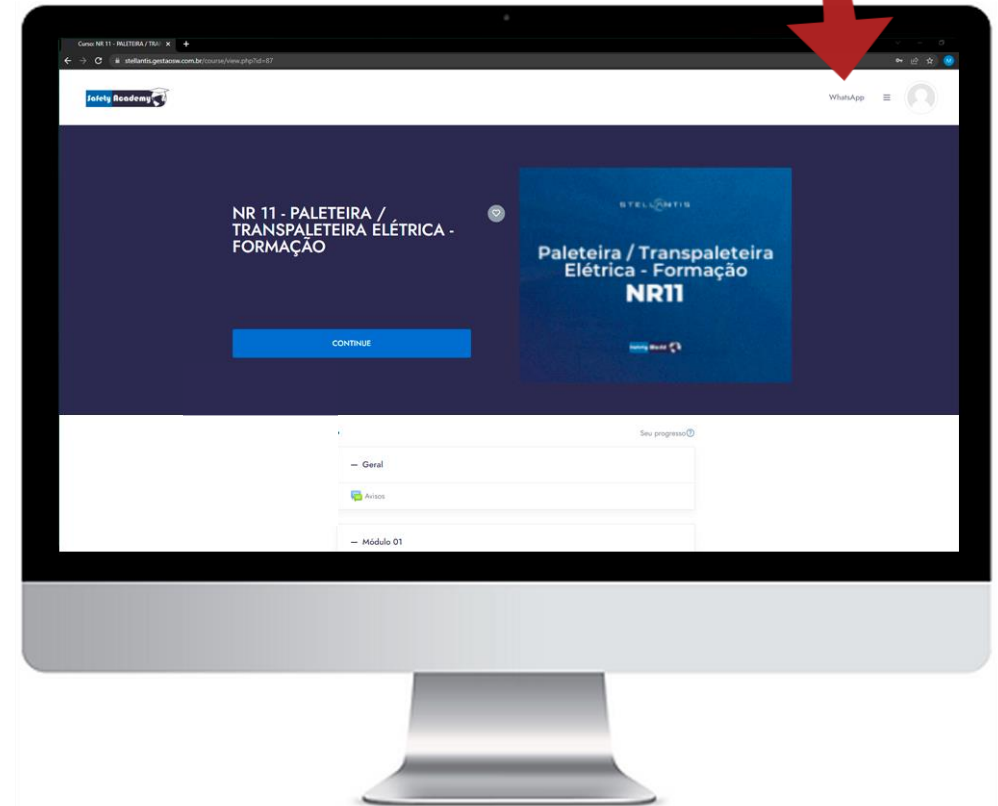 Curso: NR 11 - PALETEIRA / TRA
stellantis.gestaosw.com.br/course/view.php?id=87
Safety Academy
WhatsApp
NR 11 - PALETEIRA /
TRANSPALETEIRA ELÉTRICA -
FORMAÇÃO
CONTINUE
STELLANTIS
Paleteira / Transpaleteira
Elétrica - Formação
NR11
Safety
Seu progresso
— Geral
Avisos
— Módulo 01